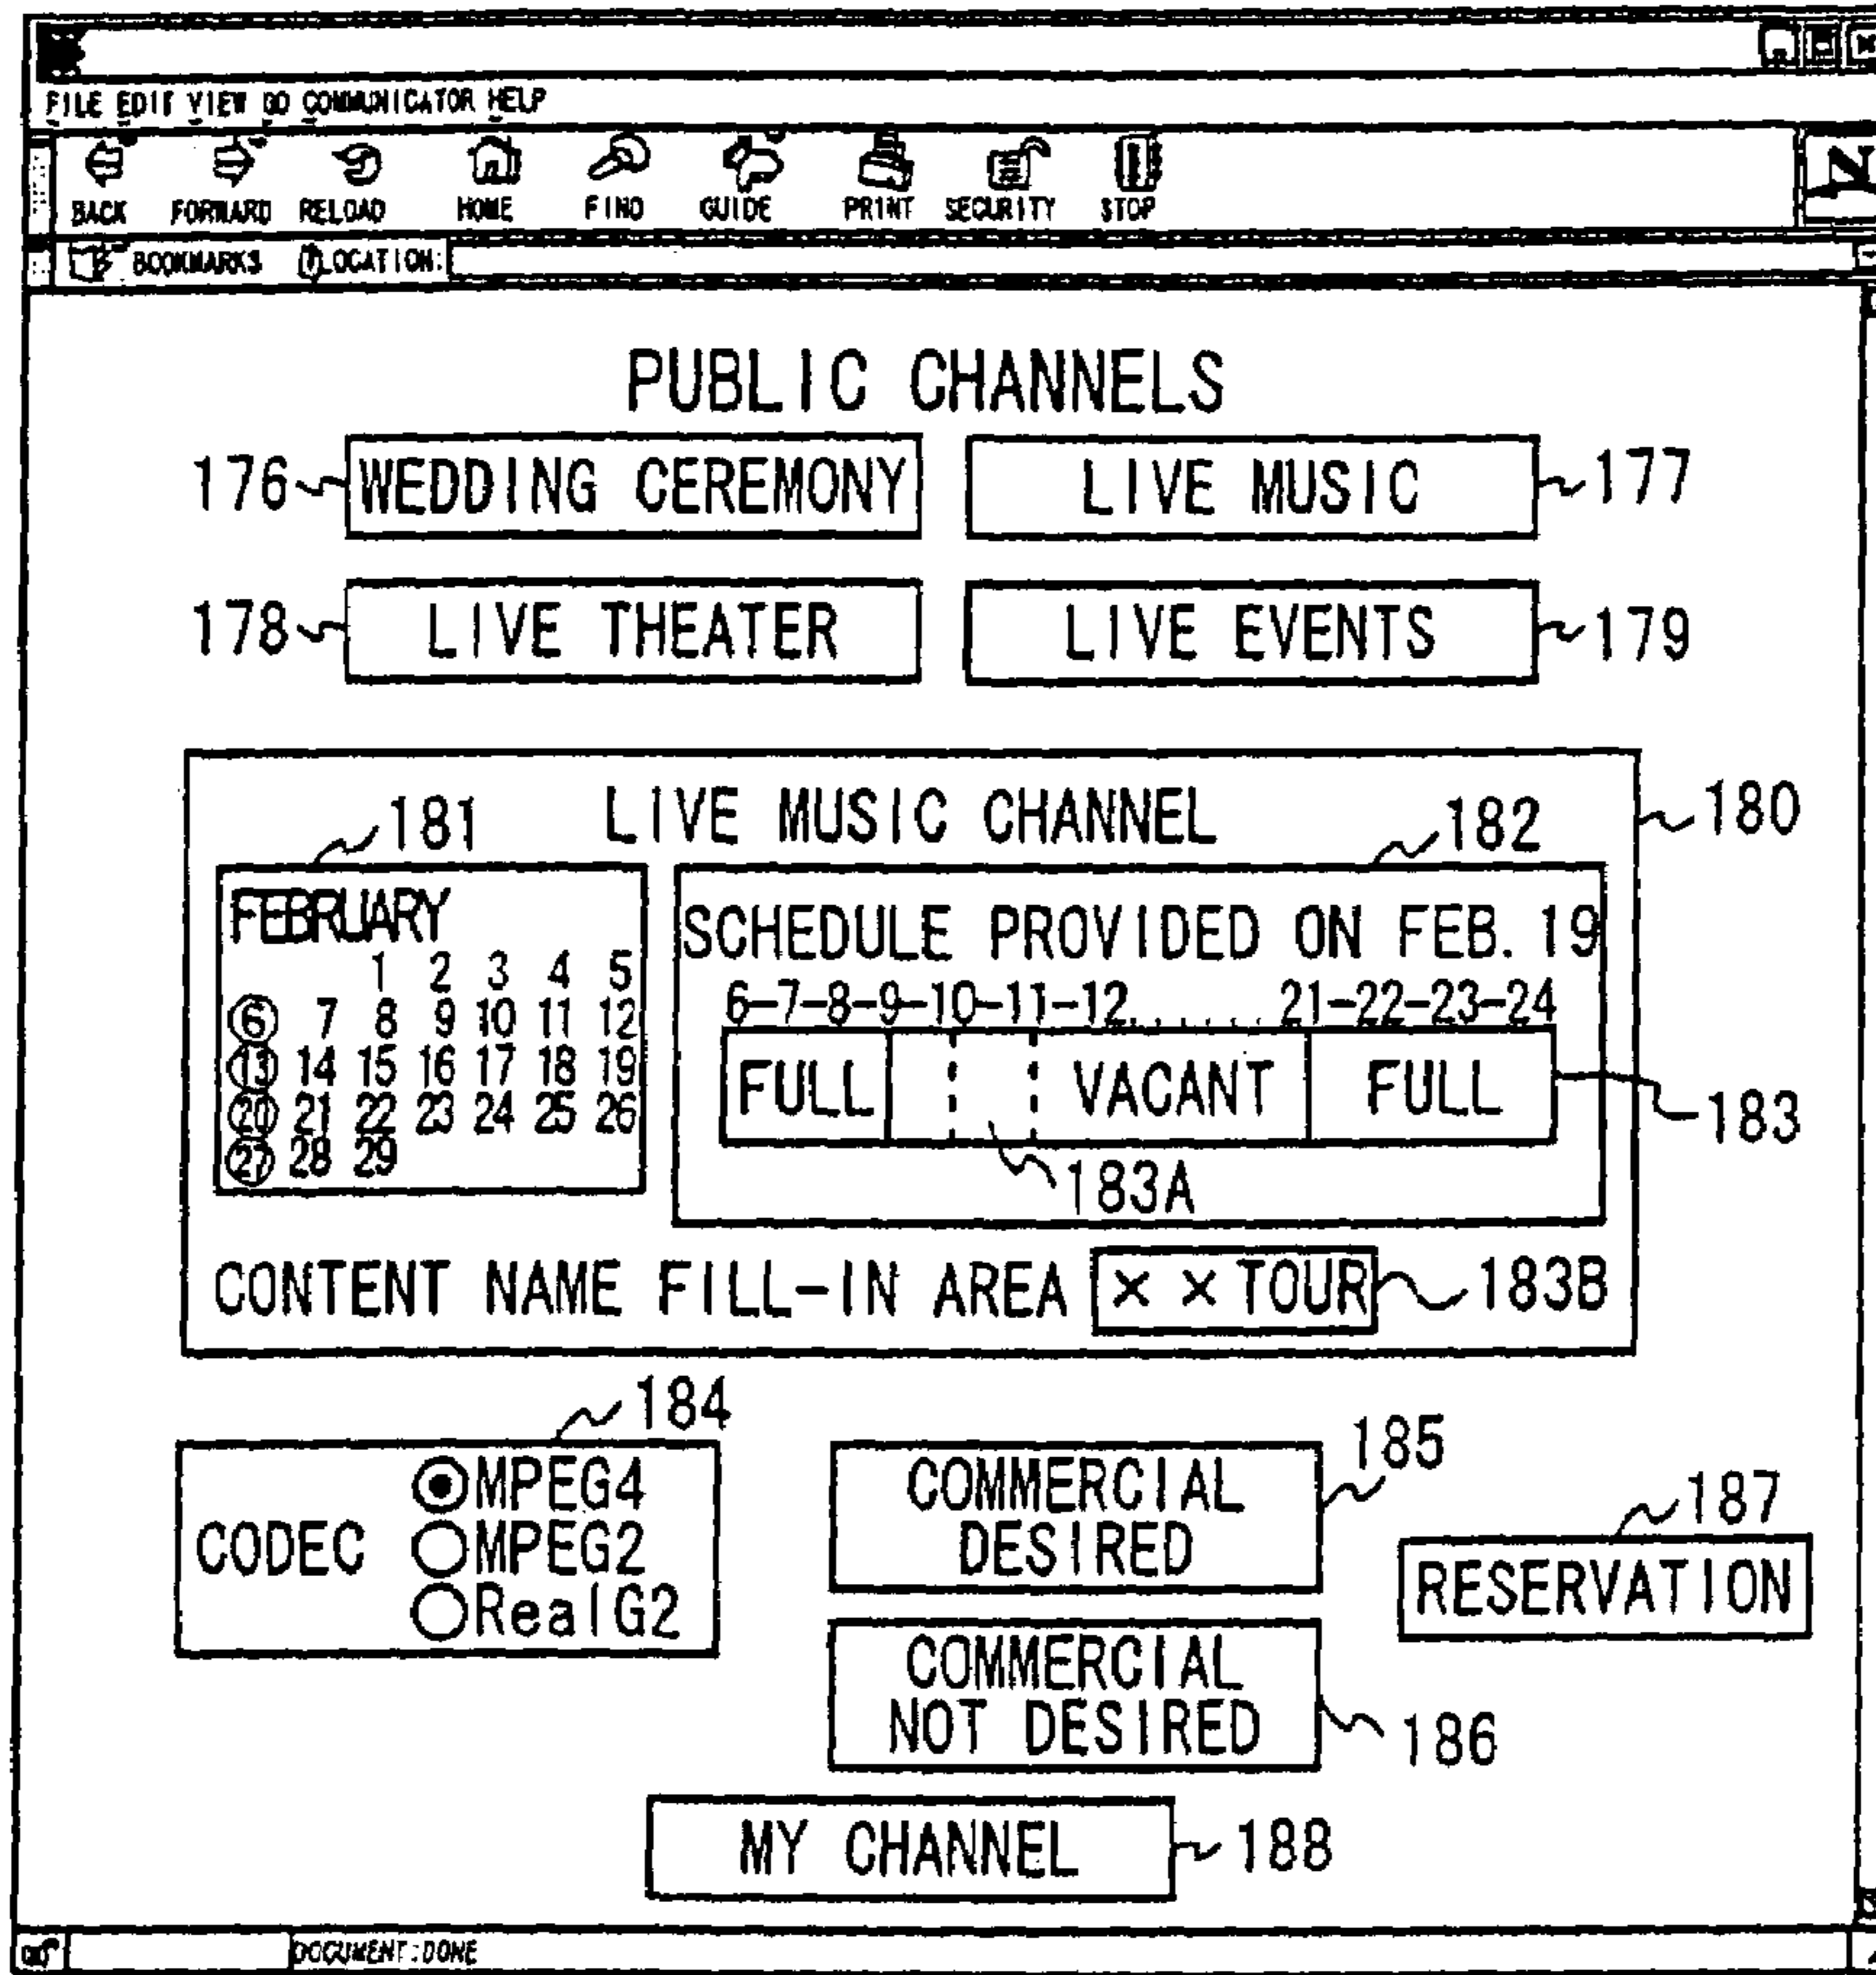 FILE EDIT VIEW GO COMMUNICATOR HELP
BACK FORWARD RELOAD HOME FIND GUIDE PRINT SECURITY STOP
BOOKMARKS LOCATION:
N
PUBLIC CHANNELS
176 WEDDING CEREMONY LIVE MUSIC 177
178 LIVE THEATER LIVE EVENTS 179
LIVE MUSIC CHANNEL 180
181 182
FEBRUARY
1 2 3 4 5
6 7 8 9 10 11 12
13 14 15 16 17 18 19
20 21 22 23 24 25 26
27 28 29
SCHEDULE PROVIDED ON FEB. 19
6-7-8-9-10-11-12...... 21-22-23-24
FULL VACANT FULL 183
183A
CONTENT NAME FILL-IN AREA × × TOUR 183B
184
CODEC
MPEG4
MPEG2
RealG2
COMMERCIAL
DESIRED
185
COMMERCIAL
NOT DESIRED
186
187
RESERVATION
MY CHANNEL 188
DOCUMENT:DONE